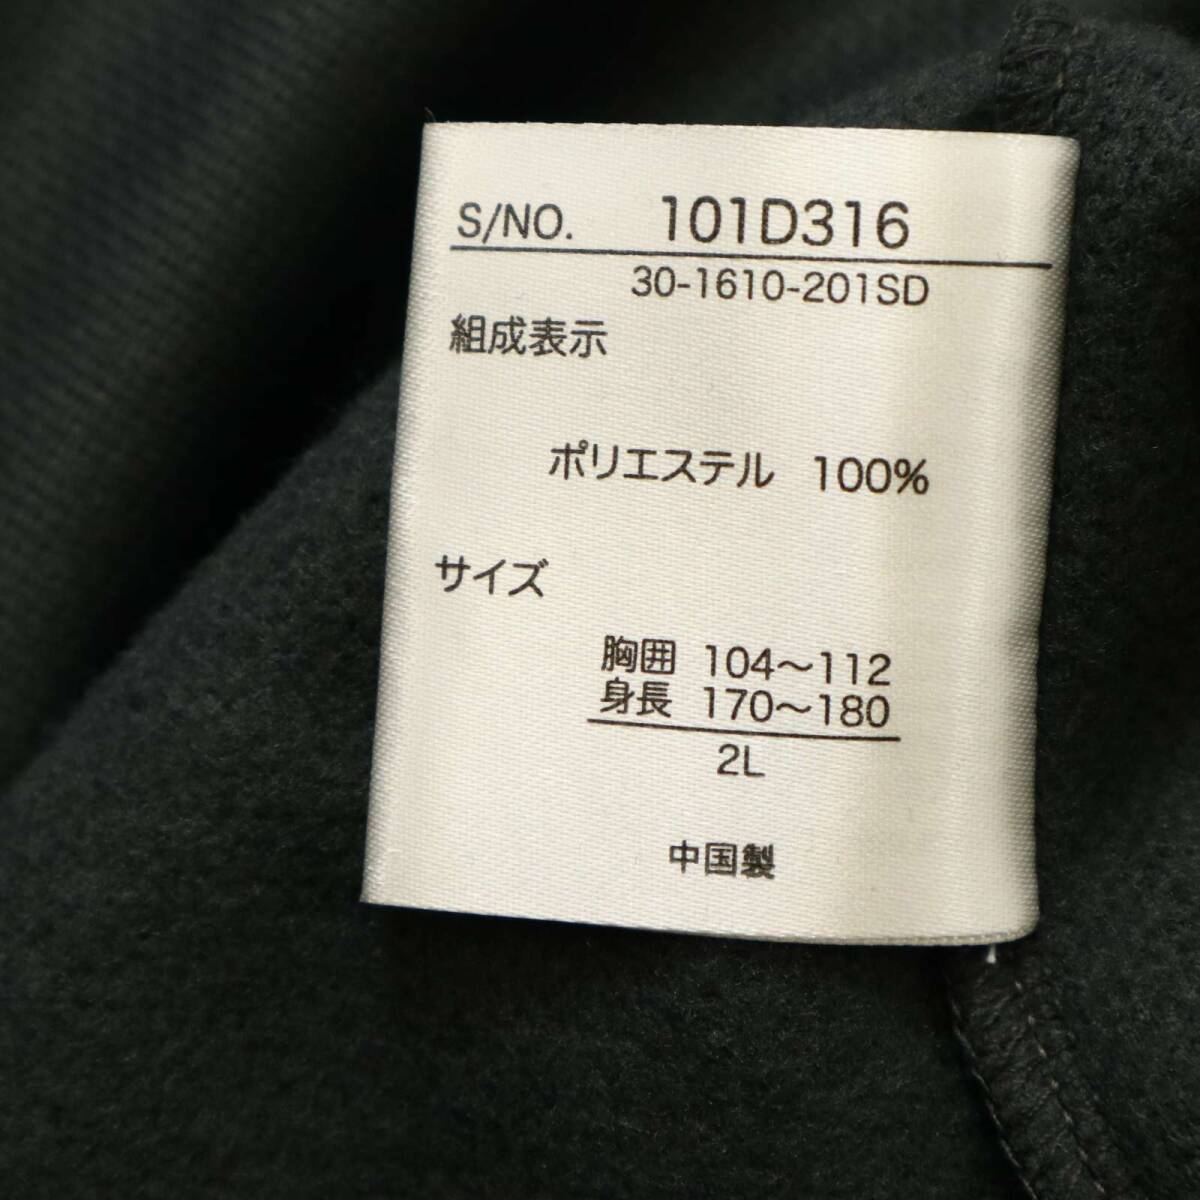 S/NO. 101D316
30-1610-201SD
組成表示
ポリエステル 100%
サイズ
胸囲 104〜112
身長 170〜180
2L
中国製